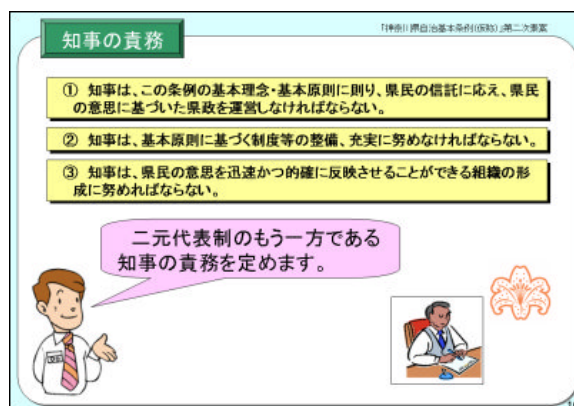 「神奈川県自治基本条例(仮称)」第二次素案
知事の責務
① 知事は、この条例の基本理念・基本原則に則り、県民の信託に応え、県民
の意思に基づいた県政を運営しなければならない。
② 知事は、基本原則に基づく制度等の整備、充実に努めなければならない。
③ 知事は、県民の意思を迅速かつ的確に反映させることができる組織の形
成に努めればならない。
二元代表制のもう一方である
知事の責務を定めます。